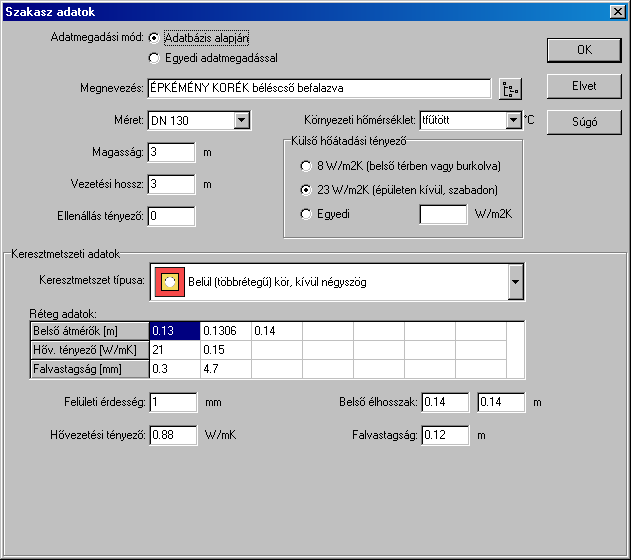 Szakasz adatok
Adatmegadási mód: Adatbázis alapján
Egyedi adatmegadással
OK
Megnevezés: ÉPKÉMÉNY KORÉK béléscső befalazva
Elvet
Méret: DN 130
Környezeti hőmérséklet: tfűtött °C
Súgó
Magasság: 3 m
Vezetési hossz: 3 m
Ellenállás tényező: 0
Külső hőátadási tényező
8 W/m2K (belső térben vagy burkolva)
23 W/m2K (épületen kívül, szabadon)
Egyedi W/m2K
Keresztmetszeti adatok
Keresztmetszet típusa: Belül (többrétegű) kör, kívül négyszög
Réteg adatok:
Belső átmérők [m] 0.13 0.1306 0.14
Hőv. tényező [W/mK] 21 0.15
Falvastagság [mm] 0.3 4.7
Felületi érdesség: 1 mm
Belső élhosszak: 0.14 0.14 m
Hővezetési tényező: 0.88 W/mK
Falvastagság: 0.12 m